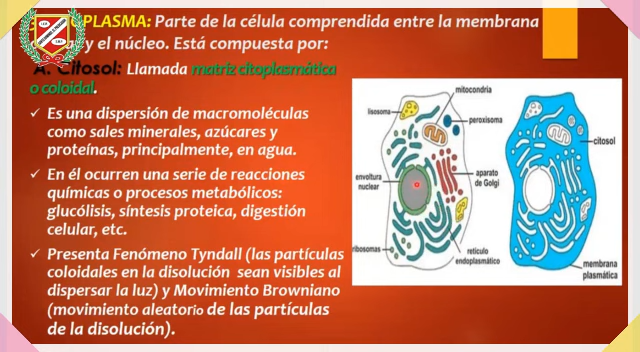 PLASMA: Parte de la célula comprendida entre la membrana
y el núcleo. Está compuesta por:
A. Citosol: Llamada matriz citoplasmática
o coloidal.
✓ Es una dispersión de macromoléculas
como sales minerales, azúcares y
proteínas, principalmente, en agua.
✓ En él ocurren una serie de reacciones
químicas o procesos metabólicos:
glucólisis, síntesis proteica, digestión
celular, etc.
✓ Presenta Fenómeno Tyndall (las partículas
coloidales en la disolución sean visibles al
dispersar la luz) y Movimiento Browniano
(movimiento aleatorio de las partículas
de la disolución).
mitocondria
lisosoma
peroxisoma
citosol
envoltura
nuclear
aparato
de Golgi
ribosomas
retículo
endoplasmático
membrana
plasmática